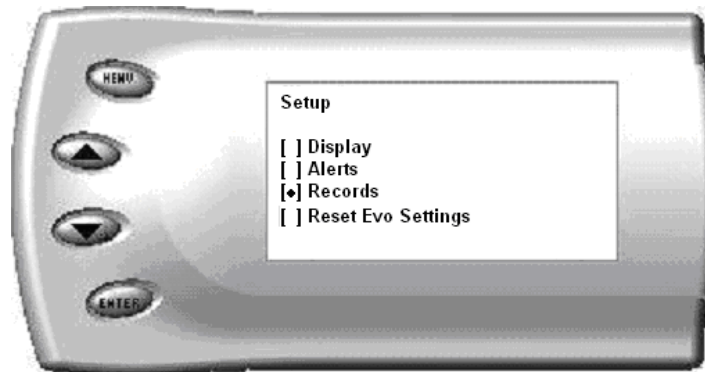 MENU
Setup
[ ] Display
[ ] Alerts
[◆] Records
[ ] Reset Evo Settings
ENTER